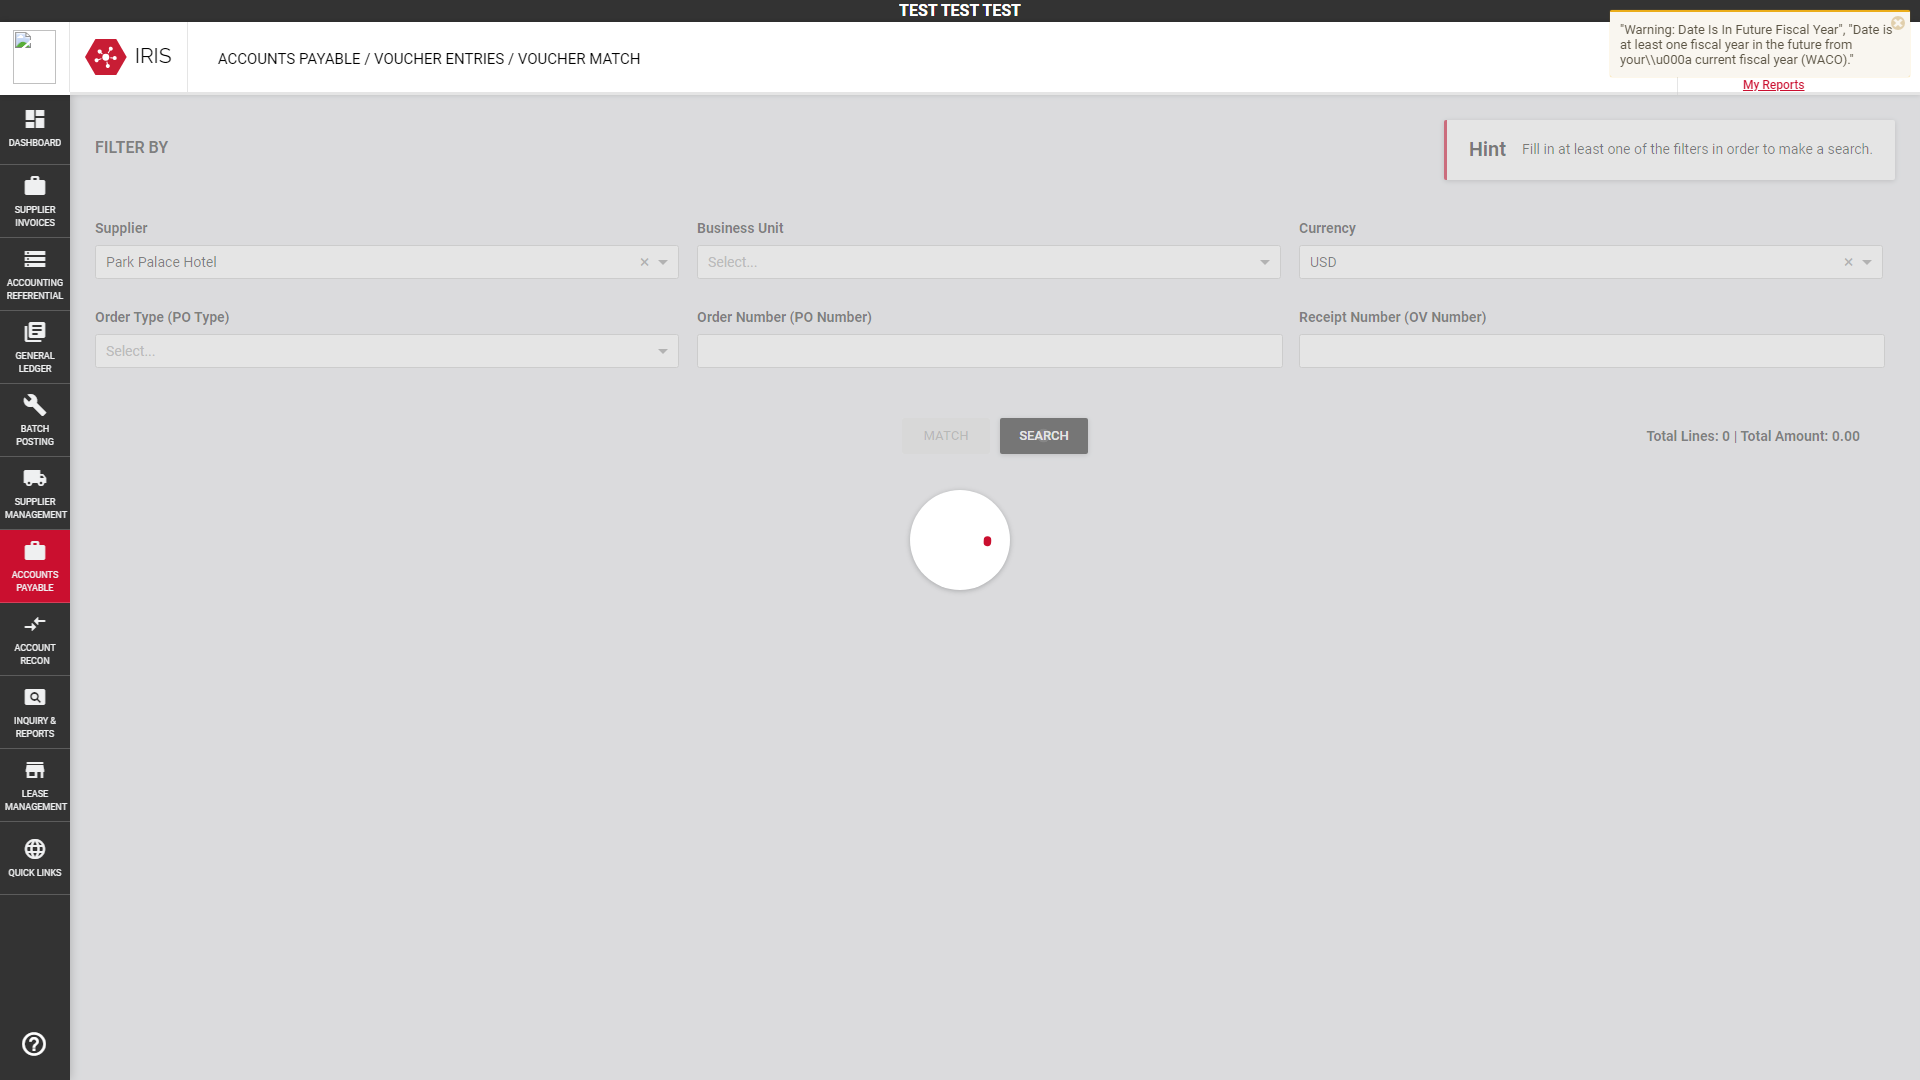 TEST TEST TEST
IRIS
ACCOUNTS PAYABLE / VOUCHER ENTRIES / VOUCHER MATCH
"Warning: Date Is In Future Fiscal Year", "Date is
at least one fiscal year in the future from
your\\u000a current fiscal year (WACO)."
My Reports
DASHBOARD
SUPPLIER
INVOICES
ACCOUNTING
REFERENTIAL
GENERAL
LEDGER
BATCH
POSTING
SUPPLIER
MANAGEMENT
ACCOUNTS
PAYABLE
ACCOUNT
RECON
INQUIRY &
REPORTS
LEASE
MANAGEMENT
QUICK LINKS
FILTER BY
Hint Fill in at least one of the filters in order to make a search.
Supplier Business Unit Currency
Park Palace Hotel × Select... USD ×
Order Type (PO Type) Order Number (PO Number) Receipt Number (OV Number)
Select...
MATCH SEARCH Total Lines: 0 | Total Amount: 0.00